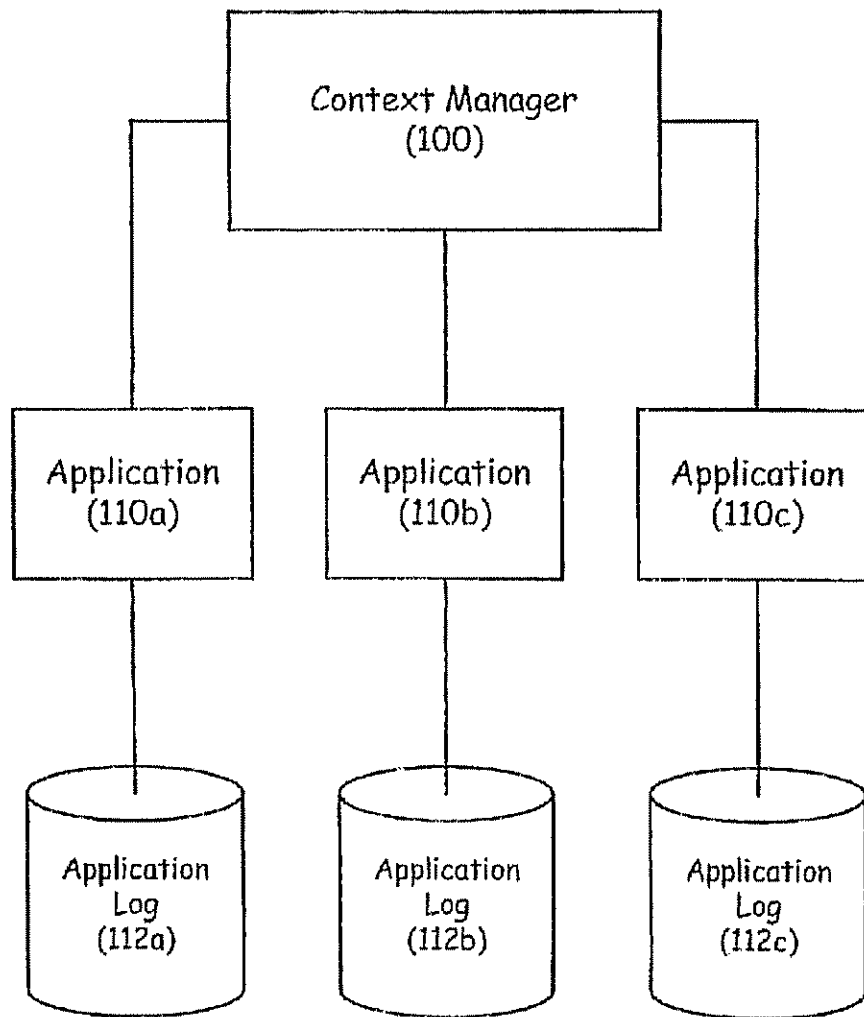 Context Manager
(100)
Application
(110a)
Application
(110b)
Application
(110c)
Application
Log
(112a)
Application
Log
(112b)
Application
Log
(112c)